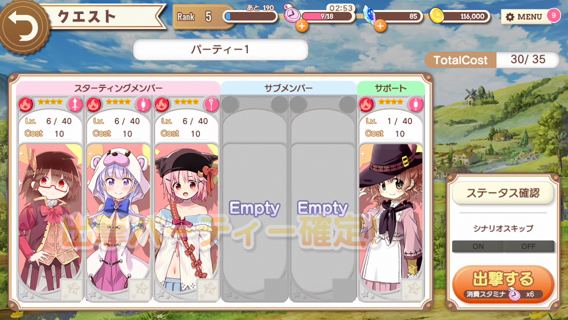 クエスト
Rank 5
あと 190
02:53
9/18
83
116,000
MENU 9
パーティー1
TotalCost 30/ 35
スターティングメンバー
サブメンバー
サポート
Lv. 6 / 40
Cost 10
Lv. 6 / 40
Cost 10
Lv. 6 / 40
Cost 10
Lv. 1 / 40
Cost 10
Empty
Empty
パーティー確定
ステータス確認
シナリオスキップ
ON OFF
出撃する
消費スタミナ x6